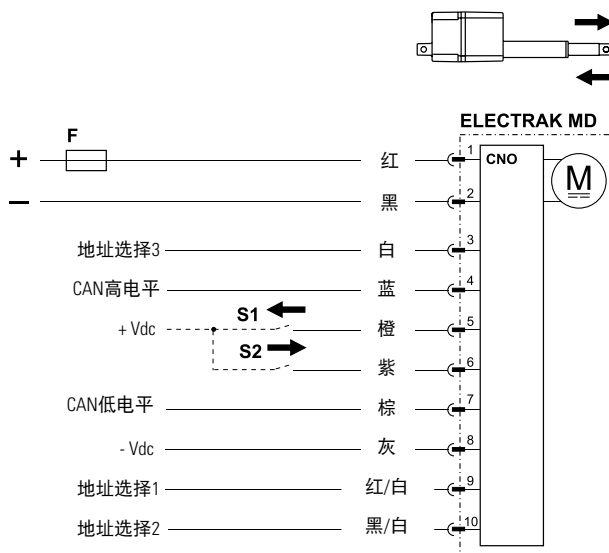 ELECTRAK MD
F
+ 红 1 CNO M
— 黑 2
地址选择3 白 3
CAN高电平 蓝 4
S1
+ Vdc 橙 5
S2
紫 6
CAN低电平 棕 7
- Vdc 灰 8
地址选择1 红/白 9
地址选择2 黑/白 10